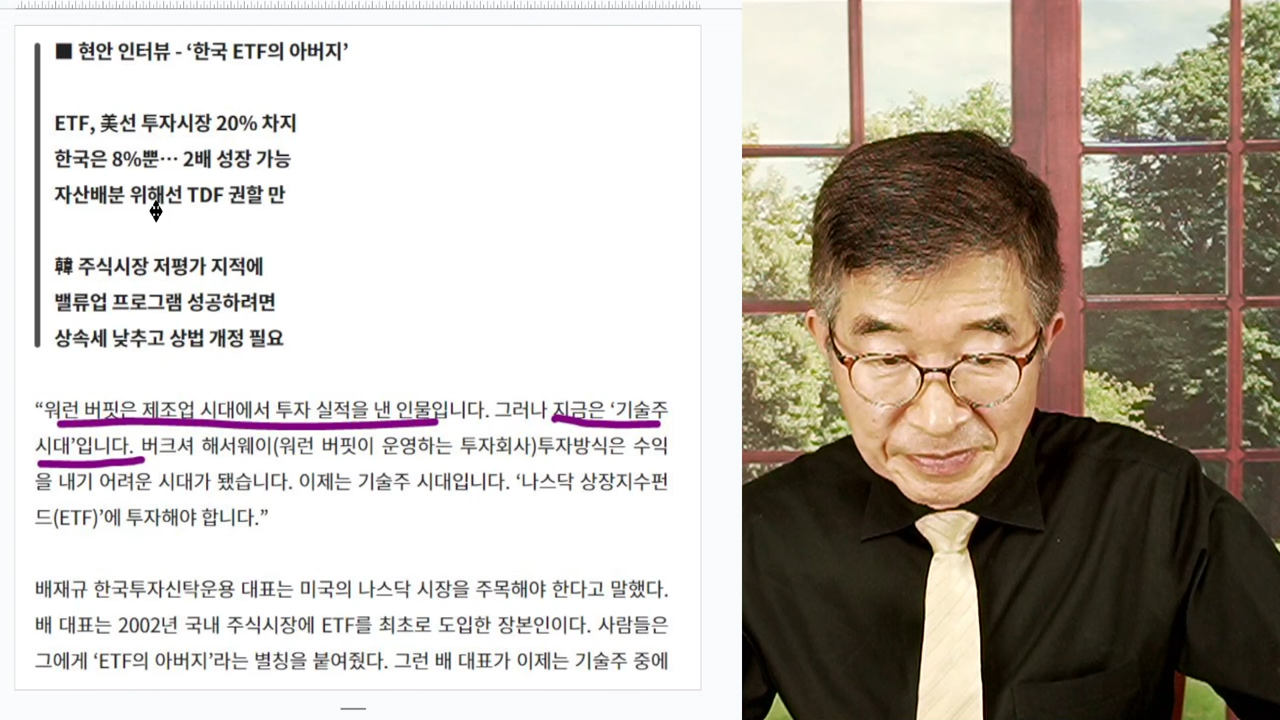 ■ 현안 인터뷰 - ‘한국 ETF의 아버지’
ETF, 美선 투자시장 20% 차지
한국은 8%뿐… 2배 성장 가능
자산배분 위해선 TDF 권할 만
韓 주식시장 저평가 지적에
밸류업 프로그램 성공하려면
상속세 낮추고 상법 개정 필요
“워런 버핏은 제조업 시대에서 투자 실적을 낸 인물입니다. 그러나 지금은 ‘기술주
시대’입니다. 버크셔 해서웨이(워런 버핏이 운영하는 투자회사)투자방식은 수익
을 내기 어려운 시대가 됐습니다. 이제는 기술주 시대입니다. ‘나스닥 상장지수펀
드(ETF)’에 투자해야 합니다.”
배재규 한국투자신탁운용 대표는 미국의 나스닥 시장을 주목해야 한다고 말했다.
배 대표는 2002년 국내 주식시장에 ETF를 최초로 도입한 장본인이다. 사람들은
그에게 ‘ETF의 아버지’라는 별칭을 붙여줬다. 그런 배 대표가 이제는 기술주 중에